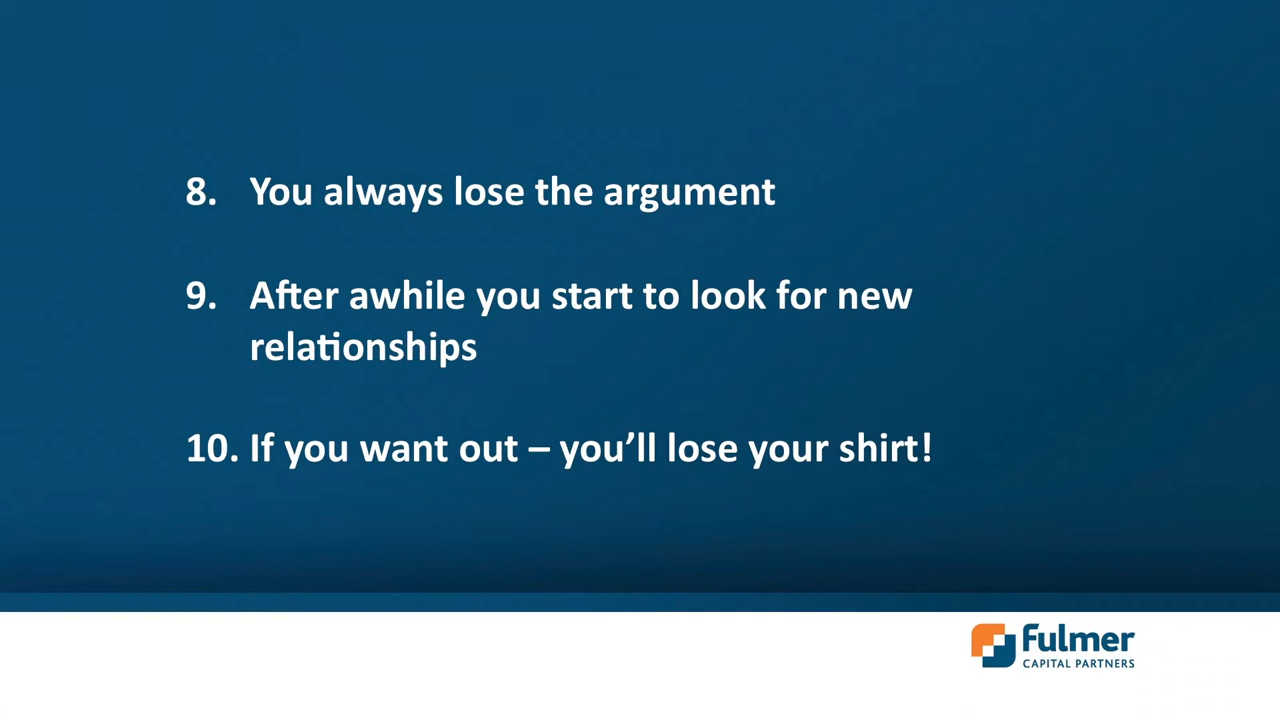 8. You always lose the argument
9. After awhile you start to look for new
relationships
10. If you want out – you’ll lose your shirt!
Fulmer
CAPITAL PARTNERS